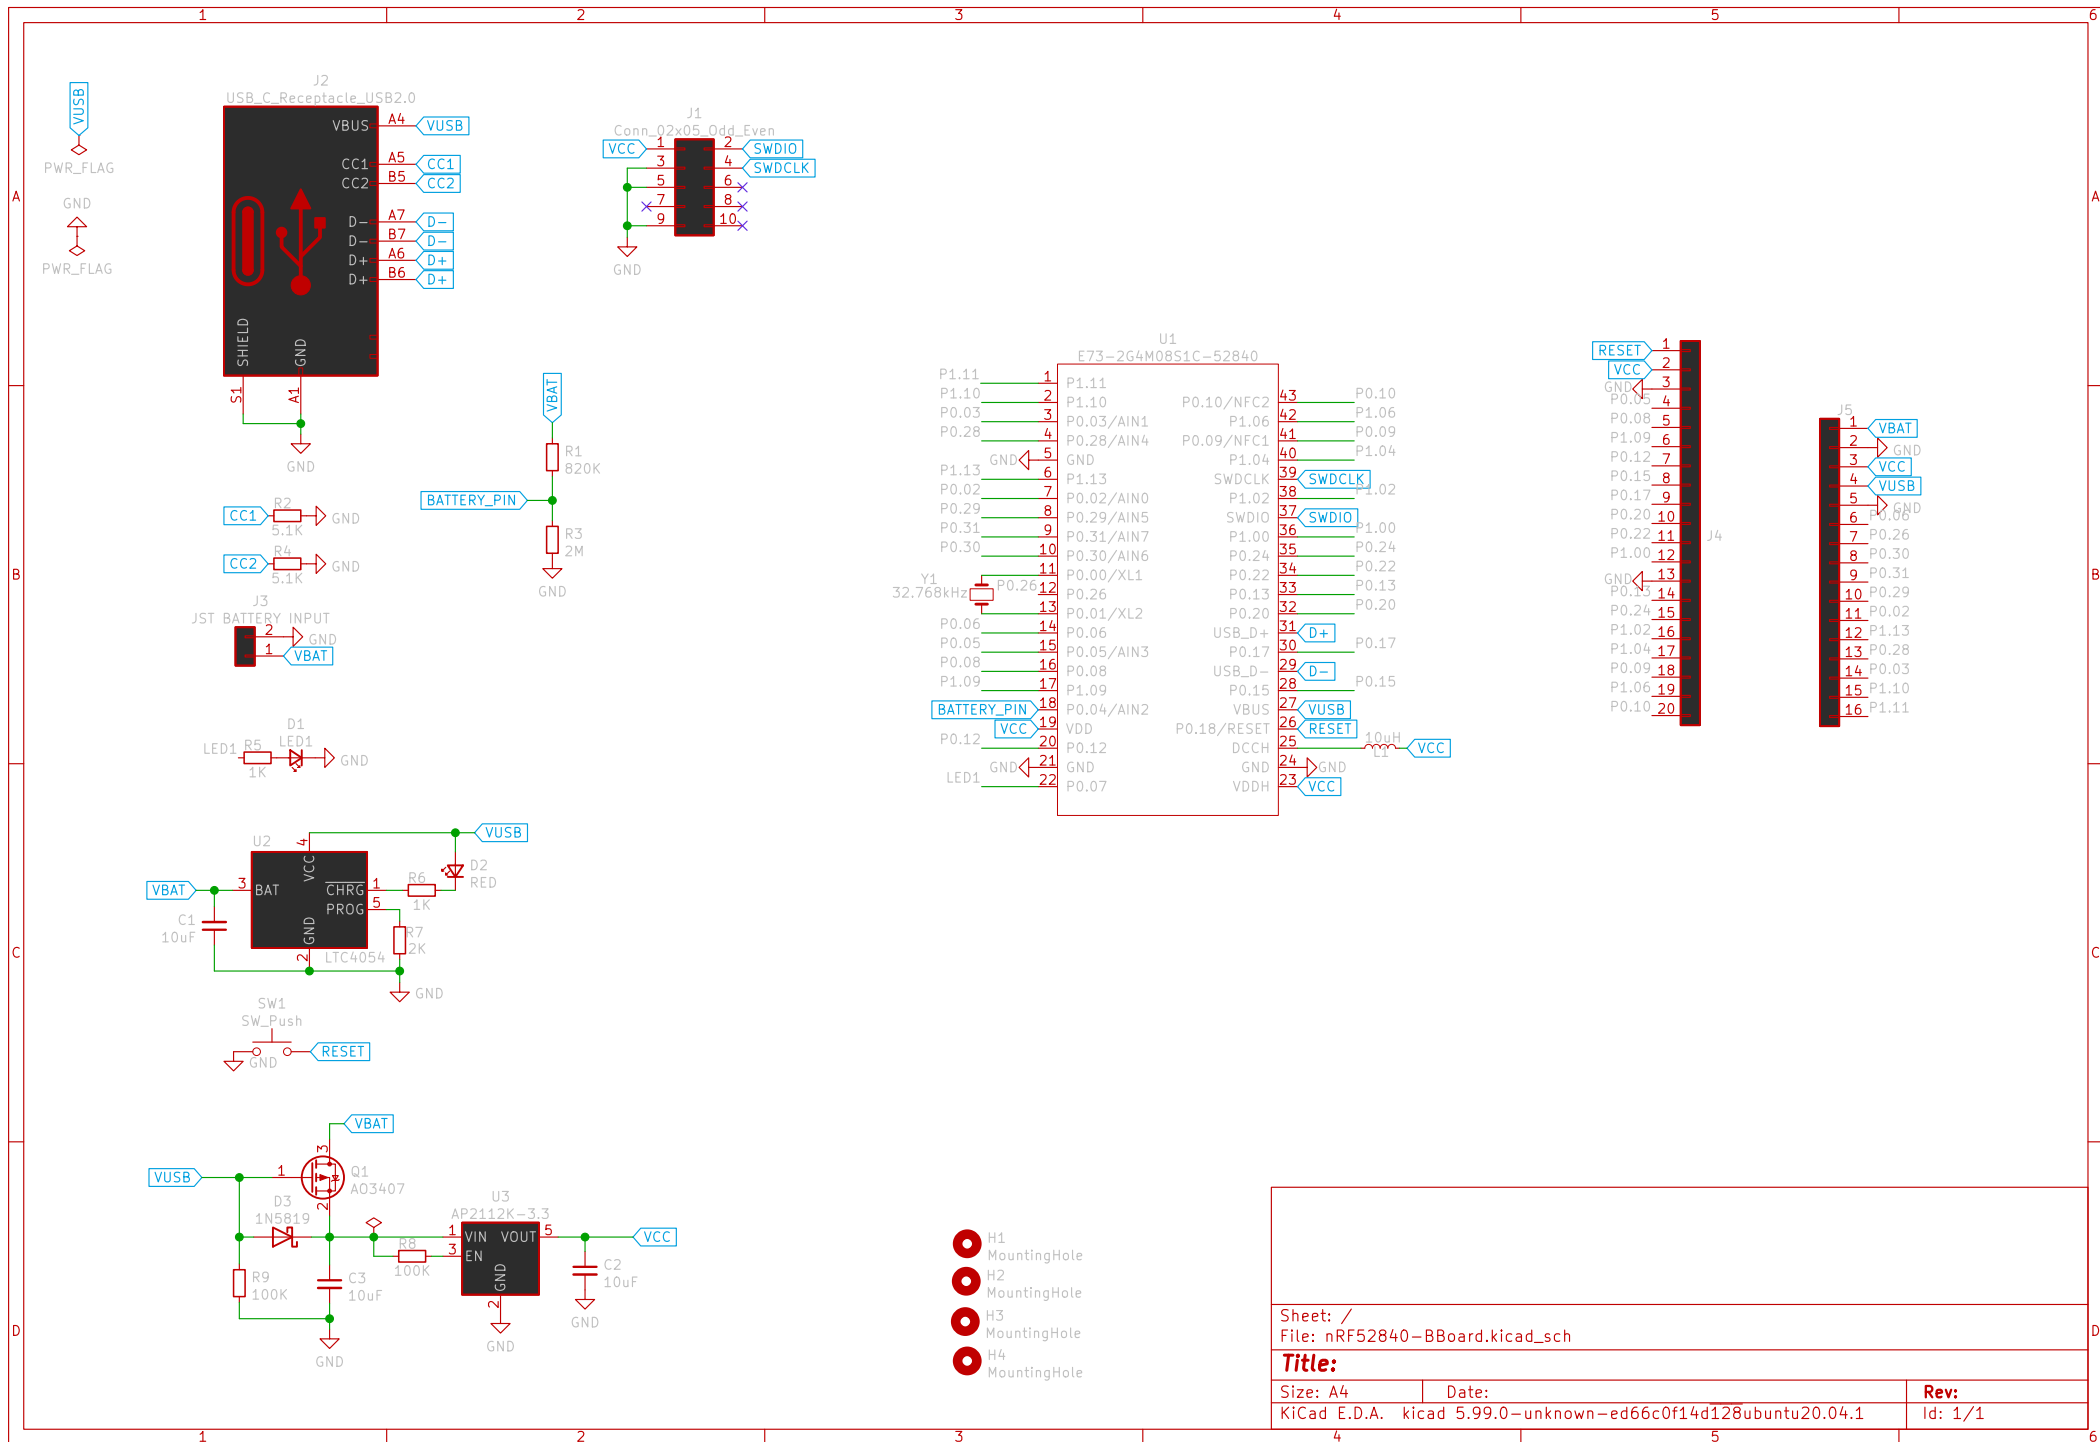 1 2 3 4 5 6
A
B
C
D
A
B
C
D
1 2 3 4 5 6
VUSB
PWR_FLAG
GND
PWR_FLAG
J2
USB_C_Receptacle_USB2.0
VBUS A4 VUSB
CC1 A5 CC1
CC2 B5 CC2
D- A7 D-
D- B7 D-
D+ A6 D+
D+ B6 D+
SHIELD GND
S1 A1
GND
J1
Conn_02x05_Odd_Even
VCC 1 2 SWDIO
3 4 SWDCLK
5 6
7 8
9 10
GND
VBAT
R1
820K
BATTERY_PIN
R3
2M
GND
CC1 R2 GND
5.1K
CC2 R4 GND
5.1K
J3
JST BATTERY INPUT
2 GND
1 VBAT
D1
LED1 R5 LED1 GND
1K
U2
VUSB
4
VCC
D2
RED
VBAT 3 BAT CHRG 1 R6
1K
PROG 5
C1
10uF
GND
2
R7
2K
LTC4054
GND
SW1
SW_Push
GND RESET
VBAT
3
VUSB 1 Q1
AO3407
2
D3
1N5819
U3
AP2112K-3.3
1 VIN VOUT 5 VCC
R8 3 EN
100K
GND
2
GND
C2
10uF
GND
R9
100K
C3
10uF
GND
U1
E73-2G4M08S1C-52840
P1.11 1 P1.11
P1.10 2 P1.10 P0.10/NFC2 43 P0.10
P0.03 3 P0.03/AIN1 P1.06 42 P1.06
P0.28 4 P0.28/AIN4 P0.09/NFC1 41 P0.09
GND 5 GND P1.04 40 P1.04
P1.13 6 P1.13 SWDCLK 39 SWDCLK
P0.02 7 P0.02/AIN0 P1.02 38 P1.02
P0.29 8 P0.29/AIN5 SWDIO 37 SWDIO
P0.31 9 P0.31/AIN7 P1.00 36 P1.00
P0.30 10 P0.30/AIN6 P0.24 35 P0.24
11 P0.00/XL1 P0.22 34 P0.22
Y1
32.768kHz
P0.26 12 P0.26 P0.13 33 P0.13
13 P0.01/XL2 P0.20 32 P0.20
P0.06 14 P0.06 USB_D+ 31 D+
P0.05 15 P0.05/AIN3 P0.17 30 P0.17
P0.08 16 P0.08 USB_D- 29 D-
P1.09 17 P1.09 P0.15 28 P0.15
BATTERY_PIN 18 P0.04/AIN2 VBUS 27 VUSB
VCC 19 VDD P0.18/RESET 26 RESET
P0.12 20 P0.12 DCCH 25 10uH L1 VCC
GND 21 GND GND 24 GND
LED1 22 P0.07 VDDH 23 VCC
RESET 1
VCC 2
GND 3
P0.05 4
P0.08 5
P1.09 6
P0.12 7
P0.15 8
P0.17 9
P0.20 10
P0.22 11
P1.00 12
GND 13
P0.13 14
P0.24 15
P1.02 16
P1.04 17
P0.09 18
P1.06 19
P0.10 20
J4
J5
1 VBAT
2 GND
3 VCC
4 VUSB
5 GND
6 P0.06
7 P0.26
8 P0.30
9 P0.31
10 P0.29
11 P0.02
12 P1.13
13 P0.28
14 P0.03
15 P1.10
16 P1.11
H1
MountingHole
H2
MountingHole
H3
MountingHole
H4
MountingHole
Sheet: /
File: nRF52840-BBoard.kicad_sch
Title:
Size: A4 Date: Rev:
KiCad E.D.A. kicad 5.99.0-unknown-ed66c0f14d128ubuntu20.04.1 Id: 1/1